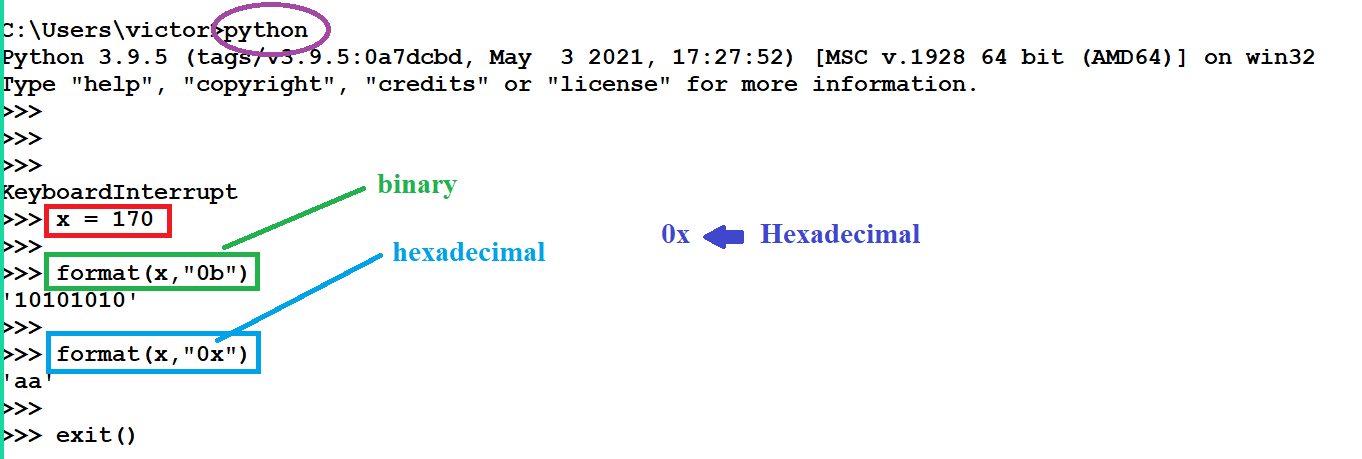 C:\Users\victor>python
Python 3.9.5 (tags/v3.9.5:0a7dcbd, May  3 2021, 17:27:52) [MSC v.1928 64 bit (AMD64)] on win32
Type "help", "copyright", "credits" or "license" for more information.
>>>
>>>
>>>
KeyboardInterrupt
binary
>>> x = 170
0x Hexadecimal
>>>
hexadecimal
>>> format(x,"0b")
'10101010'
>>>
>>> format(x,"0x")
'aa'
>>>
>>> exit()